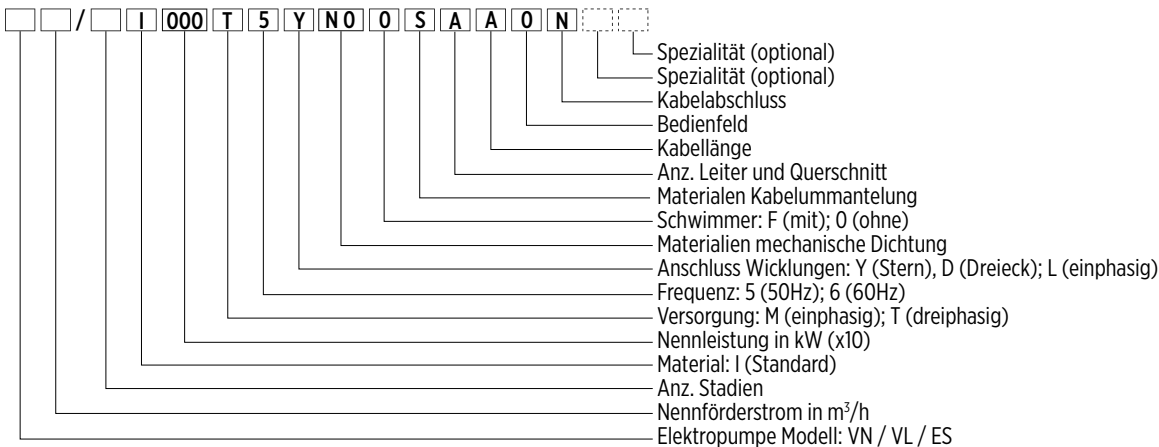 / I 000 T 5 Y N0 0 S A A 0 N
Spezialität (optional)
Spezialität (optional)
Kabelabschluss
Bedienfeld
Kabellänge
Anz. Leiter und Querschnitt
Materialen Kabelummantelung
Schwimmer: F (mit); 0 (ohne)
Materialien mechanische Dichtung
Anschluss Wicklungen: Y (Stern), D (Dreieck); L (einphasig)
Frequenz: 5 (50Hz); 6 (60Hz)
Versorgung: M (einphasig); T (dreiphasig)
Nennleistung in kW (x10)
Material: I (Standard)
Anz. Stadien
Nennförderstrom in m³/h
Elektropumpe Modell: VN / VL / ES